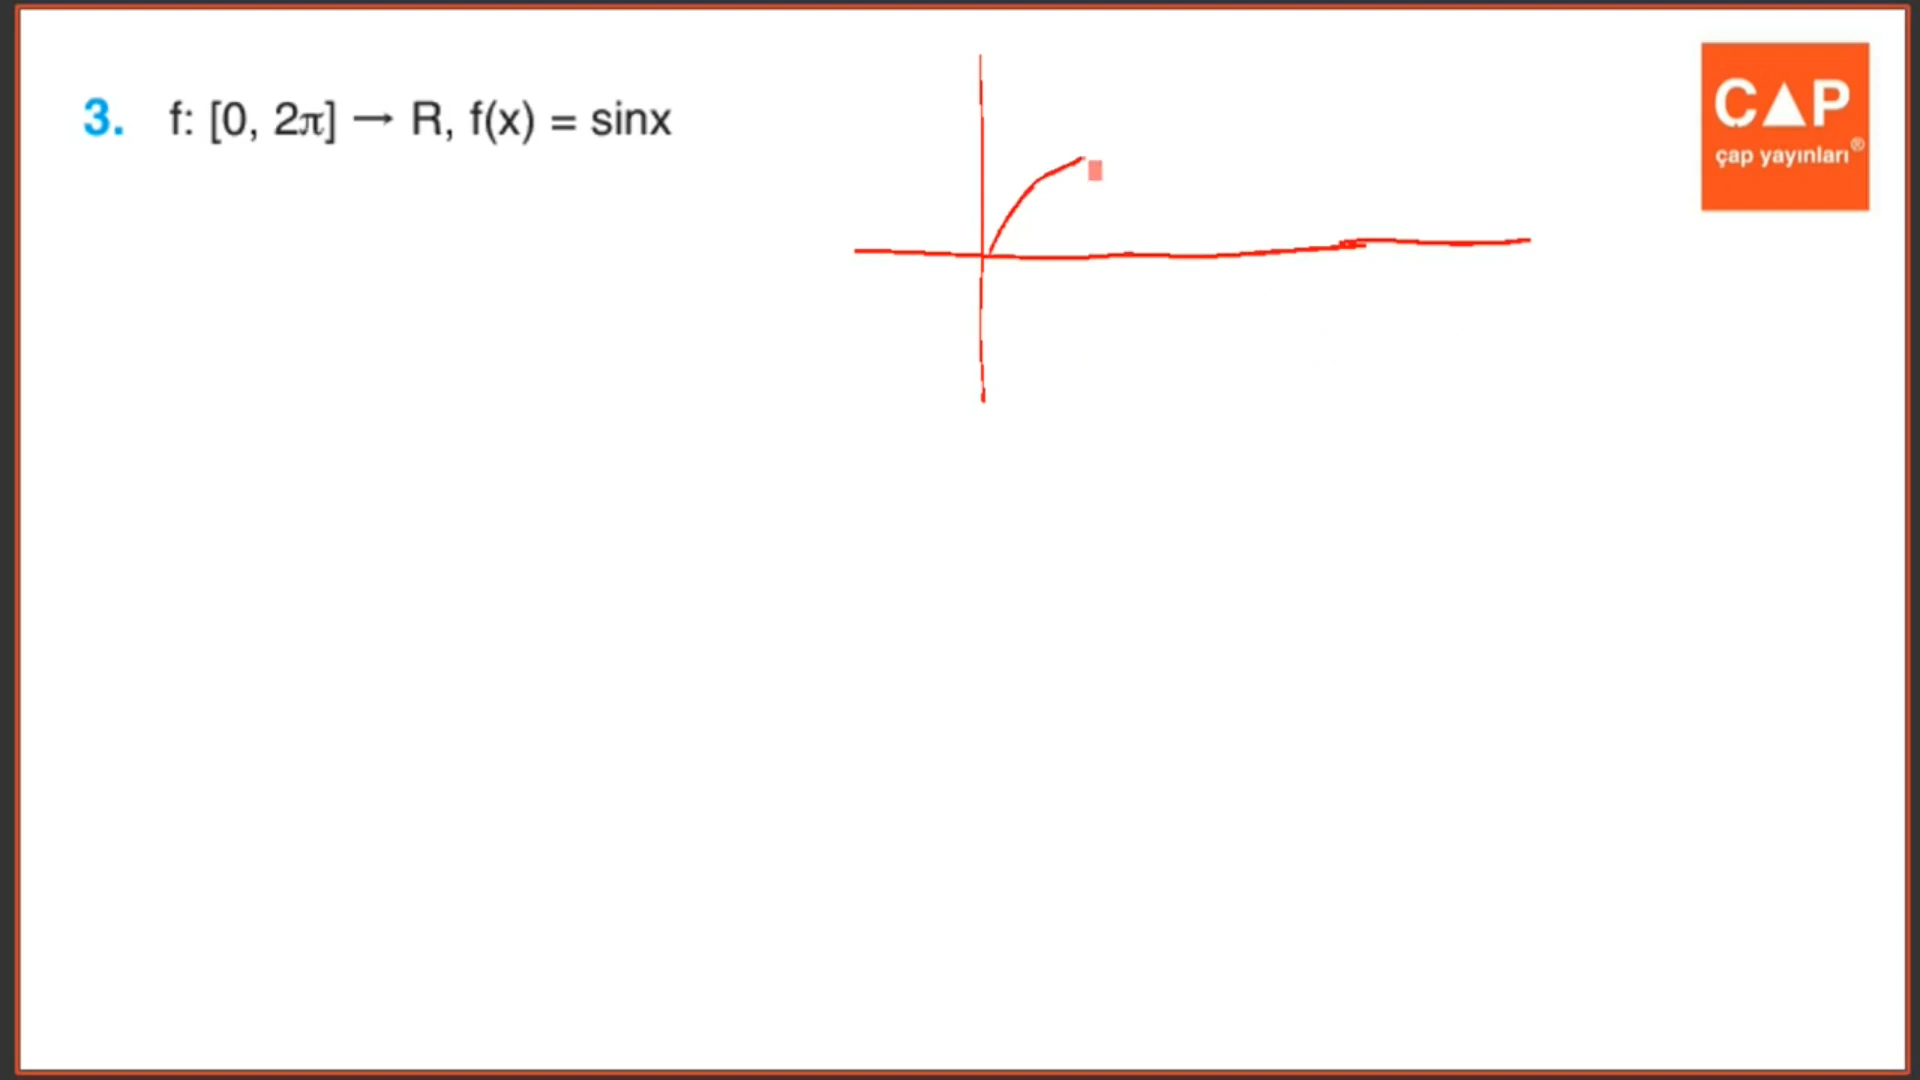 3. f: [0, 2π] → R, f(x) = sinx
CAP
çap yayınları®